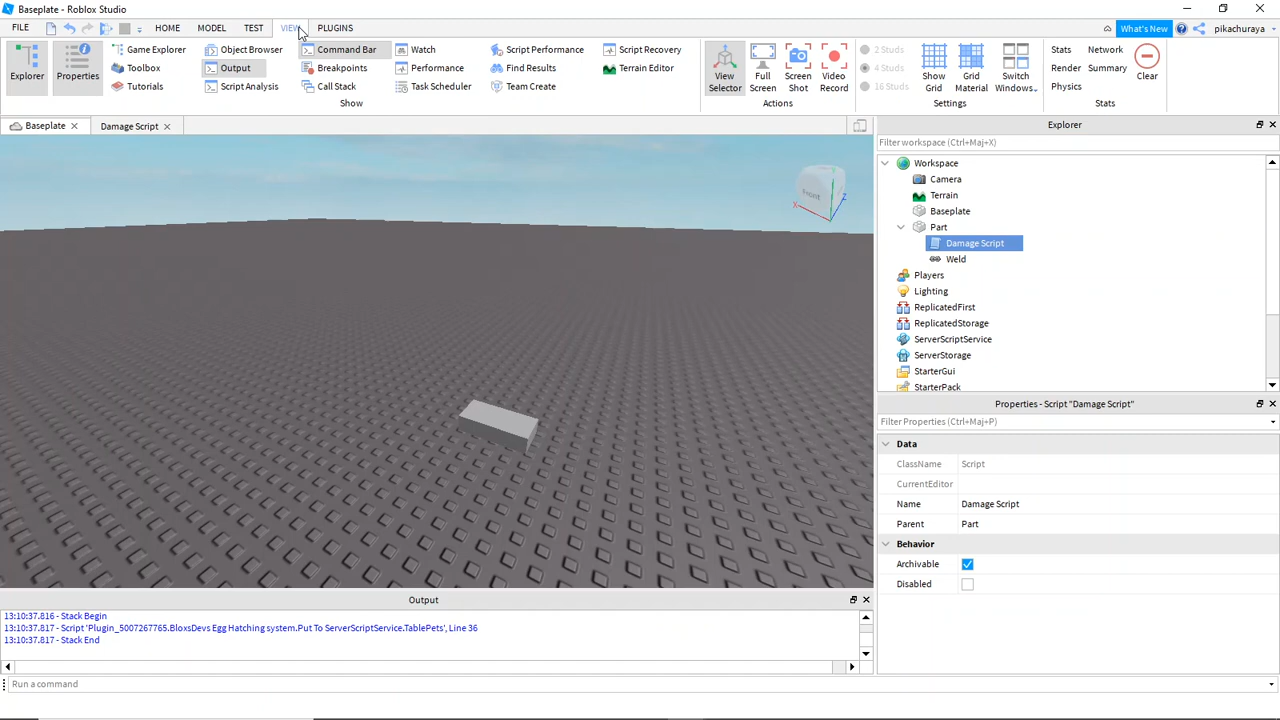 Baseplate - Roblox Studio
FILE HOME MODEL TEST VIEW PLUGINS What's New pikachuraya
Explorer
Properties
Game Explorer Object Browser Command Bar Watch Script Performance Script Recovery
Toolbox Output Breakpoints Performance Find Results Terrain Editor
Tutorials Script Analysis Call Stack Task Scheduler Team Create
Show
View Selector
Full Screen
Screen Shot
Video Record
Actions
2 Studs
4 Studs
16 Studs
Show Grid
Grid Material
Switch Windows
Settings
Stats Network
Render Summary
Physics
Clear
Stats
Baseplate Damage Script
Explorer
Filter workspace (Ctrl+Maj+X)
Workspace
Camera
Terrain
Baseplate
Part
Damage Script
Weld
Players
Lighting
ReplicatedFirst
ReplicatedStorage
ServerScriptService
ServerStorage
StarterGui
StarterPack
RIGHT
X
Z
Properties - Script "Damage Script"
Filter Properties (Ctrl+Maj+P)
Data
ClassName Script
CurrentEditor
Name Damage Script
Parent Part
Behavior
Archivable
Disabled
Output
13:10:37.816 - Stack Begin
13:10:37.817 - Script 'Plugin_5007267765.BloxsDevs Egg Hatching system.Put To ServerScriptService.TablePets', Line 36
13:10:37.817 - Stack End
Run a command